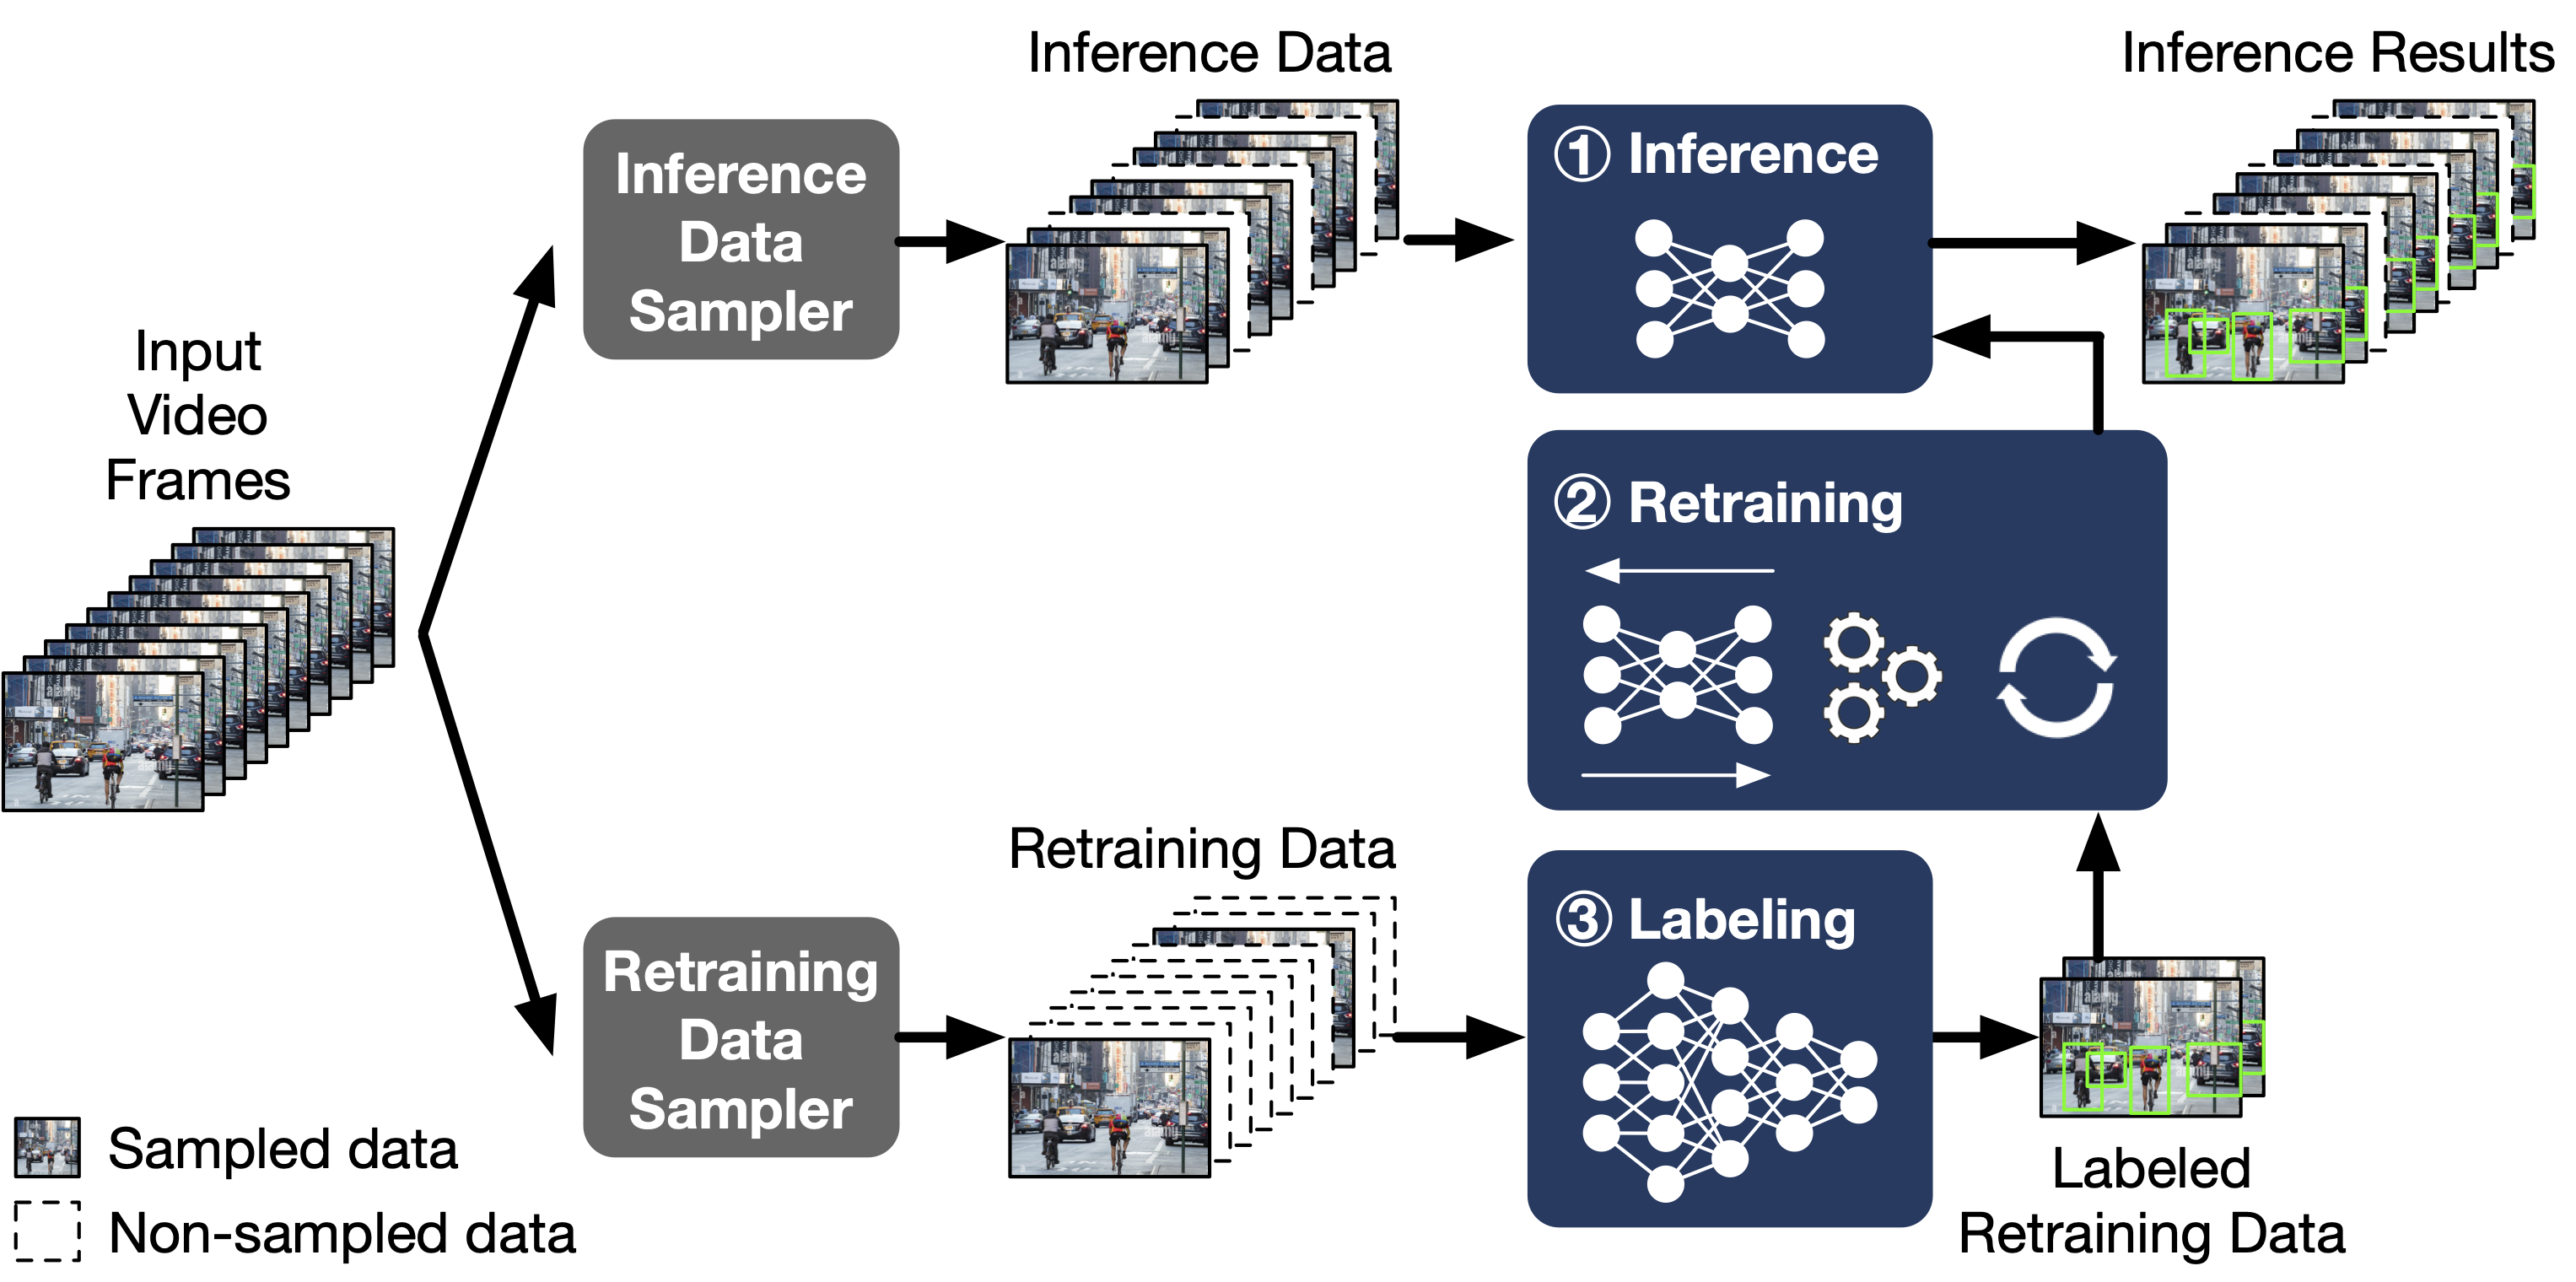 Input
Video
Frames
Inference
Data
Sampler
Inference Data
① Inference
Inference Results
② Retraining
Retraining
Data
Sampler
Retraining Data
③ Labeling
Labeled
Retraining Data
Sampled data
Non-sampled data
alamy